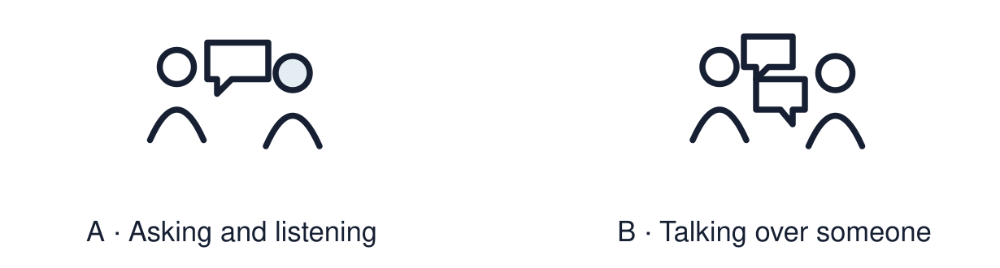 A · Asking and listening
B · Talking over someone